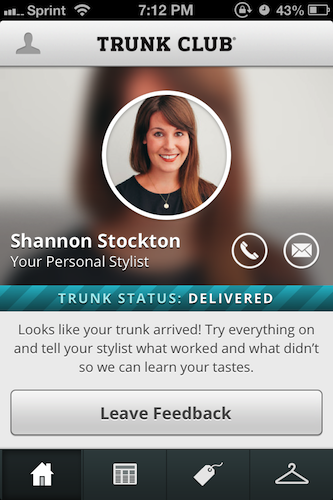 Sprint 7:12 PM 43%
TRUNK CLUB®
Shannon Stockton
Your Personal Stylist
TRUNK STATUS: DELIVERED
Looks like your trunk arrived! Try everything on
and tell your stylist what worked and what didn’t
so we can learn your tastes.
Leave Feedback